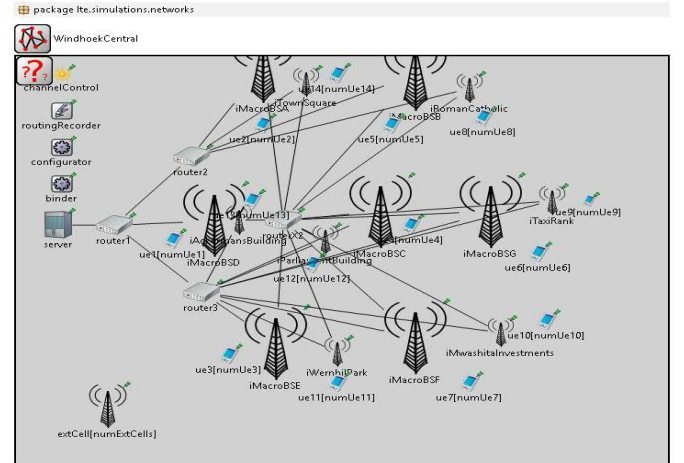 package lte.simulations.networks
WindhoekCentral
??
channelControl
routingRecorder
configurator
binder
server
router1
router2
router3
routerX2
iMacroBSA
ue14[numUe14]
iTownSquare
ue2[numUe2]
iMacroBSB
iRomanCatholic
ue5[numUe5]
ue8[numUe8]
ue13[numUe13]
iMacroBSD
ue1[numUe1]
iParliamentBuilding
ue12[numUe12]
ue4[numUe4]
iMacroBSC
iMacroBSG
ue9[numUe9]
iTaxiRank
ue6[numUe6]
ue3[numUe3]
iMacroBSE
iWernhilPark
ue11[numUe11]
iMacroBSF
ue7[numUe7]
ue10[numUe10]
iMwashitaInvestments
extCell[numExtCells]